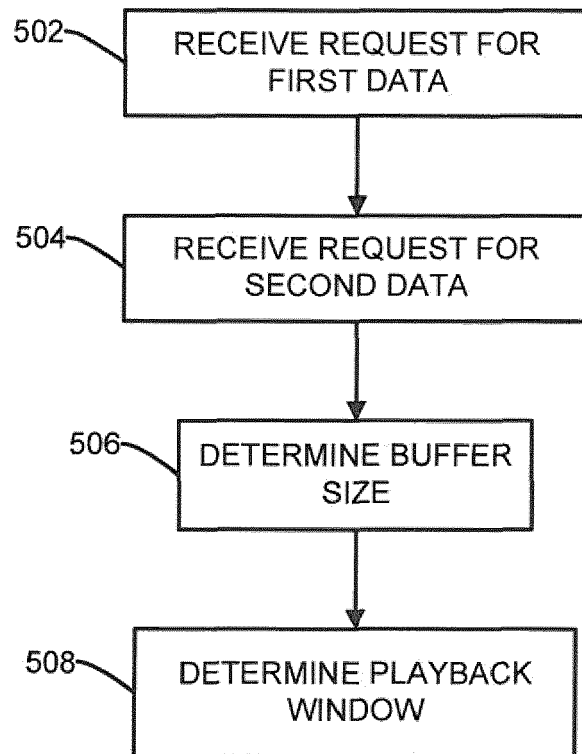 502
RECEIVE REQUEST FOR
FIRST DATA
504
RECEIVE REQUEST FOR
SECOND DATA
506
DETERMINE BUFFER
SIZE
508
DETERMINE PLAYBACK
WINDOW